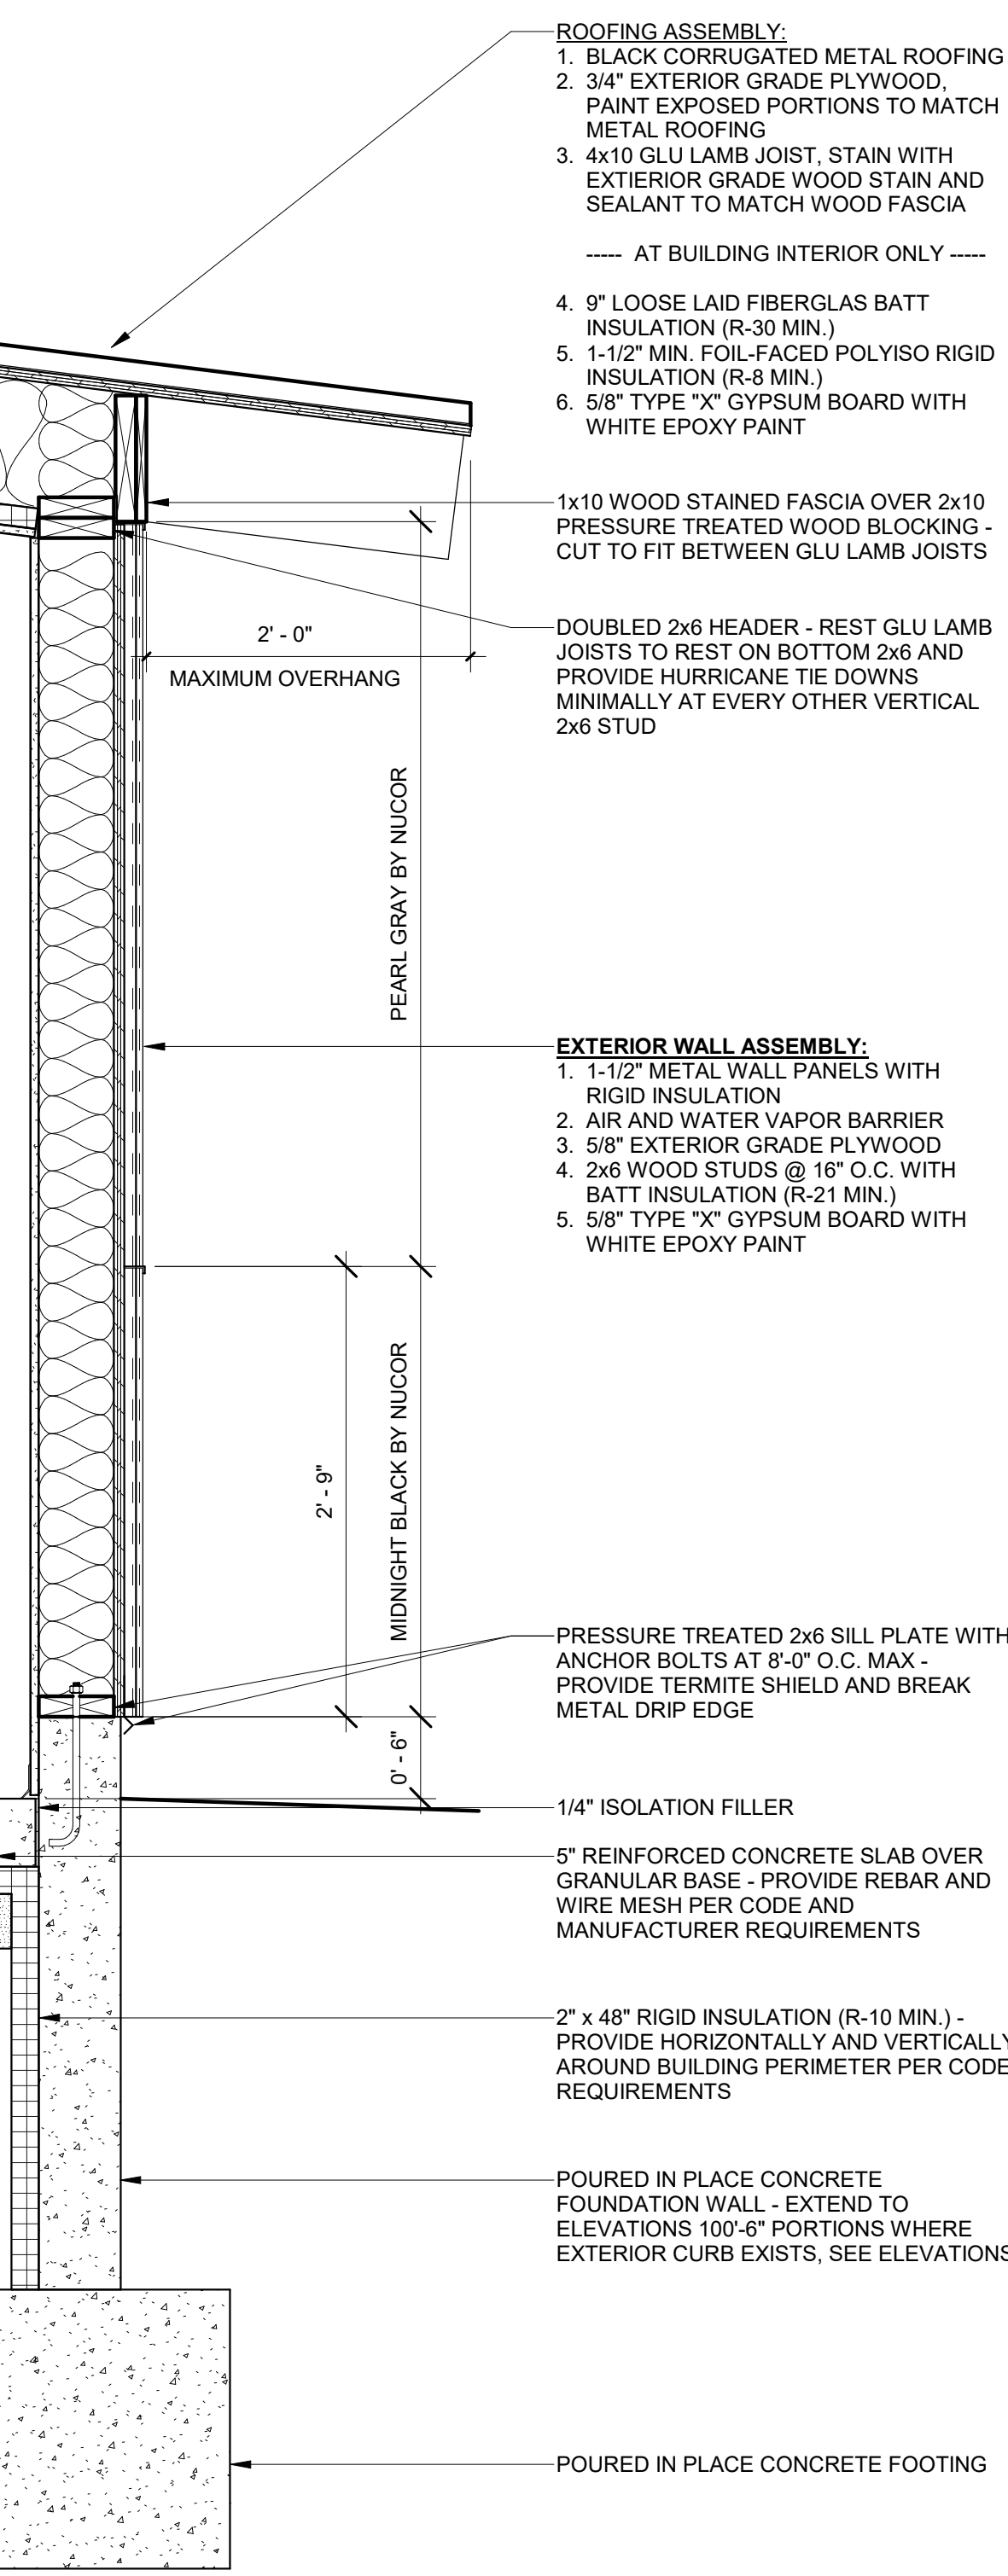 ROOFING ASSEMBLY:
1. BLACK CORRUGATED METAL ROOFING
2. 3/4" EXTERIOR GRADE PLYWOOD,
PAINT EXPOSED PORTIONS TO MATCH
METAL ROOFING
3. 4x10 GLU LAMB JOIST, STAIN WITH
EXTIERIOR GRADE WOOD STAIN AND
SEALANT TO MATCH WOOD FASCIA
----- AT BUILDING INTERIOR ONLY -----
4. 9" LOOSE LAID FIBERGLAS BATT
INSULATION (R-30 MIN.)
5. 1-1/2" MIN. FOIL-FACED POLYISO RIGID
INSULATION (R-8 MIN.)
6. 5/8" TYPE "X" GYPSUM BOARD WITH
WHITE EPOXY PAINT
1x10 WOOD STAINED FASCIA OVER 2x10
PRESSURE TREATED WOOD BLOCKING -
CUT TO FIT BETWEEN GLU LAMB JOISTS
2' - 0"
MAXIMUM OVERHANG
DOUBLED 2x6 HEADER - REST GLU LAMB
JOISTS TO REST ON BOTTOM 2x6 AND
PROVIDE HURRICANE TIE DOWNS
MINIMALLY AT EVERY OTHER VERTICAL
2x6 STUD
PEARL GRAY BY NUCOR
EXTERIOR WALL ASSEMBLY:
1. 1-1/2" METAL WALL PANELS WITH
RIGID INSULATION
2. AIR AND WATER VAPOR BARRIER
3. 5/8" EXTERIOR GRADE PLYWOOD
4. 2x6 WOOD STUDS @ 16" O.C. WITH
BATT INSULATION (R-21 MIN.)
5. 5/8" TYPE "X" GYPSUM BOARD WITH
WHITE EPOXY PAINT
2' - 9"
MIDNIGHT BLACK BY NUCOR
PRESSURE TREATED 2x6 SILL PLATE WITH
ANCHOR BOLTS AT 8'-0" O.C. MAX -
PROVIDE TERMITE SHIELD AND BREAK
METAL DRIP EDGE
0' - 6"
1/4" ISOLATION FILLER
5" REINFORCED CONCRETE SLAB OVER
GRANULAR BASE - PROVIDE REBAR AND
WIRE MESH PER CODE AND
MANUFACTURER REQUIREMENTS
2" x 48" RIGID INSULATION (R-10 MIN.) -
PROVIDE HORIZONTALLY AND VERTICALLY
AROUND BUILDING PERIMETER PER CODE
REQUIREMENTS
POURED IN PLACE CONCRETE
FOUNDATION WALL - EXTEND TO
ELEVATIONS 100'-6" PORTIONS WHERE
EXTERIOR CURB EXISTS, SEE ELEVATIONS
POURED IN PLACE CONCRETE FOOTING